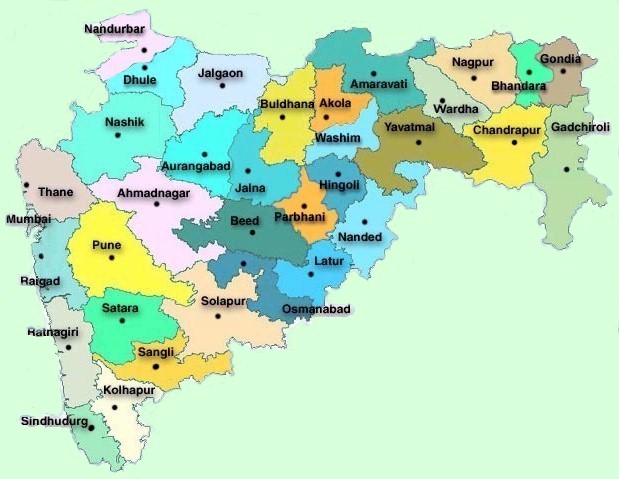 Nandurbar
Dhule
Jalgaon
Buldhana
Akola
Amaravati
Nagpur
Bhandara
Gondia
Wardha
Washim
Yavatmal
Chandrapur
Gadchiroli
Nashik
Aurangabad
Jalna
Hingoli
Parbhani
Nanded
Thane
Ahmadnagar
Mumbai
Beed
Pune
Latur
Raigad
Osmanabad
Solapur
Satara
Ratnagiri
Sangli
Kolhapur
Sindhudurg